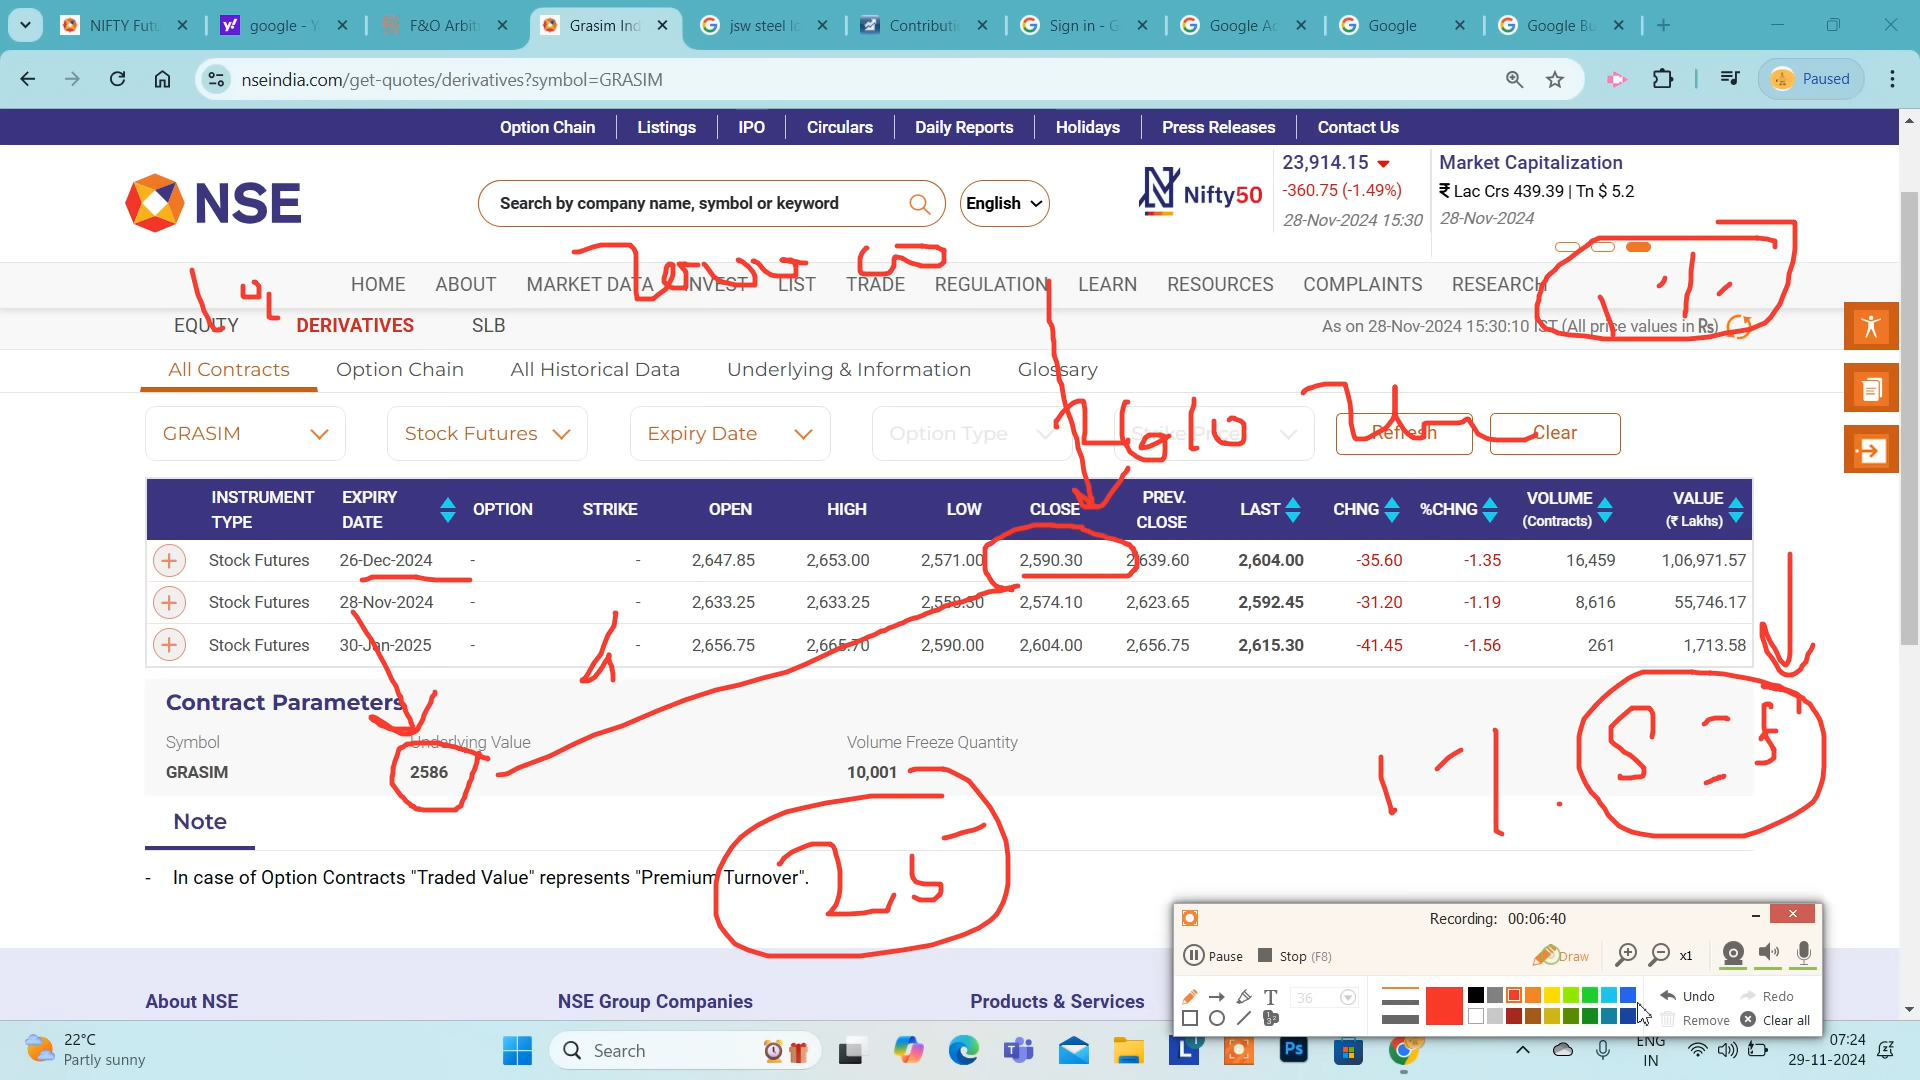 NIFTY Futu
google - Y
F&O Arbit
Grasim Ind
jsw steel lo
Contributi
Sign in - G
Google Ac
Google
Google Bu
nseindia.com/get-quotes/derivatives?symbol=GRASIM
Paused
Option Chain Listings IPO Circulars Daily Reports Holidays Press Releases Contact Us
NSE
Search by company name, symbol or keyword
English
Nifty50
23,914.15
-360.75 (-1.49%)
28-Nov-2024 15:30
Market Capitalization
₹ Lac Crs 439.39 | Tn $ 5.2
28-Nov-2024
HOME ABOUT MARKET DATA INVEST LIST TRADE REGULATION LEARN RESOURCES COMPLAINTS RESEARCH
EQUITY DERIVATIVES SLB
As on 28-Nov-2024 15:30:10 IST (All price values in Rs)
All Contracts Option Chain All Historical Data Underlying & Information Glossary
GRASIM Stock Futures Expiry Date Option Type Strike Price Refresh Clear
INSTRUMENT TYPE EXPIRY DATE OPTION STRIKE OPEN HIGH LOW CLOSE PREV. CLOSE LAST CHNG %CHNG VOLUME (Contracts) VALUE (₹ Lakhs)
Stock Futures 26-Dec-2024 - - 2,647.85 2,653.00 2,571.00 2,590.30 2,639.60 2,604.00 -35.60 -1.35 16,459 1,06,971.57
Stock Futures 28-Nov-2024 - - 2,633.25 2,633.25 2,558.30 2,574.10 2,623.65 2,592.45 -31.20 -1.19 8,616 55,746.17
Stock Futures 30-Jan-2025 - - 2,656.75 2,665.70 2,590.00 2,604.00 2,656.75 2,615.30 -41.45 -1.56 261 1,713.58
Contract Parameters
Symbol Underlying Value Volume Freeze Quantity
GRASIM 2586 10,001
Note
- In case of Option Contracts "Traded Value" represents "Premium Turnover".
About NSE NSE Group Companies Products & Services
Recording: 00:06:40
Pause Stop (F8) Draw x1
T 36 Undo Redo
Remove Clear all
22°C
Partly sunny
Search
Ps
ENG
IN
07:24
29-11-2024